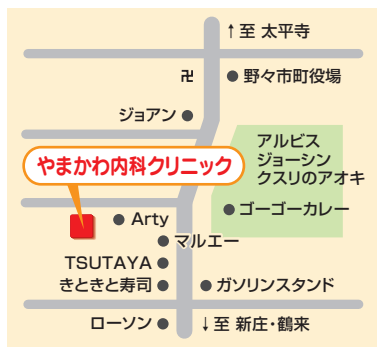 ↑至 太平寺
卍
野々市町役場
ジョアン
アルビス
ジョーシン
クスリのアオキ
やまかわ内科クリニック
ゴーゴーカレー
Arty
マルエー
TSUTAYA
きときと寿司
ガソリンスタンド
ローソン
↓至 新庄・鶴来